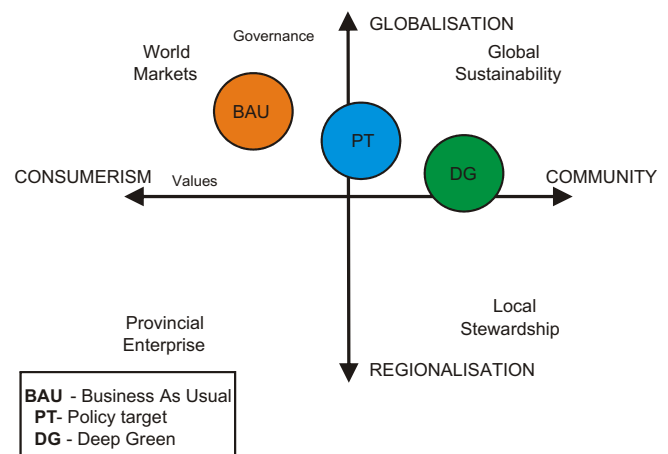 GLOBALISATION
Governance
World
Markets
Global
Sustainability
BAU
PT
DG
CONSUMERISM
Values
COMMUNITY
Provincial
Enterprise
Local
Stewardship
REGIONALISATION
BAU - Business As Usual
PT- Policy target
DG - Deep Green